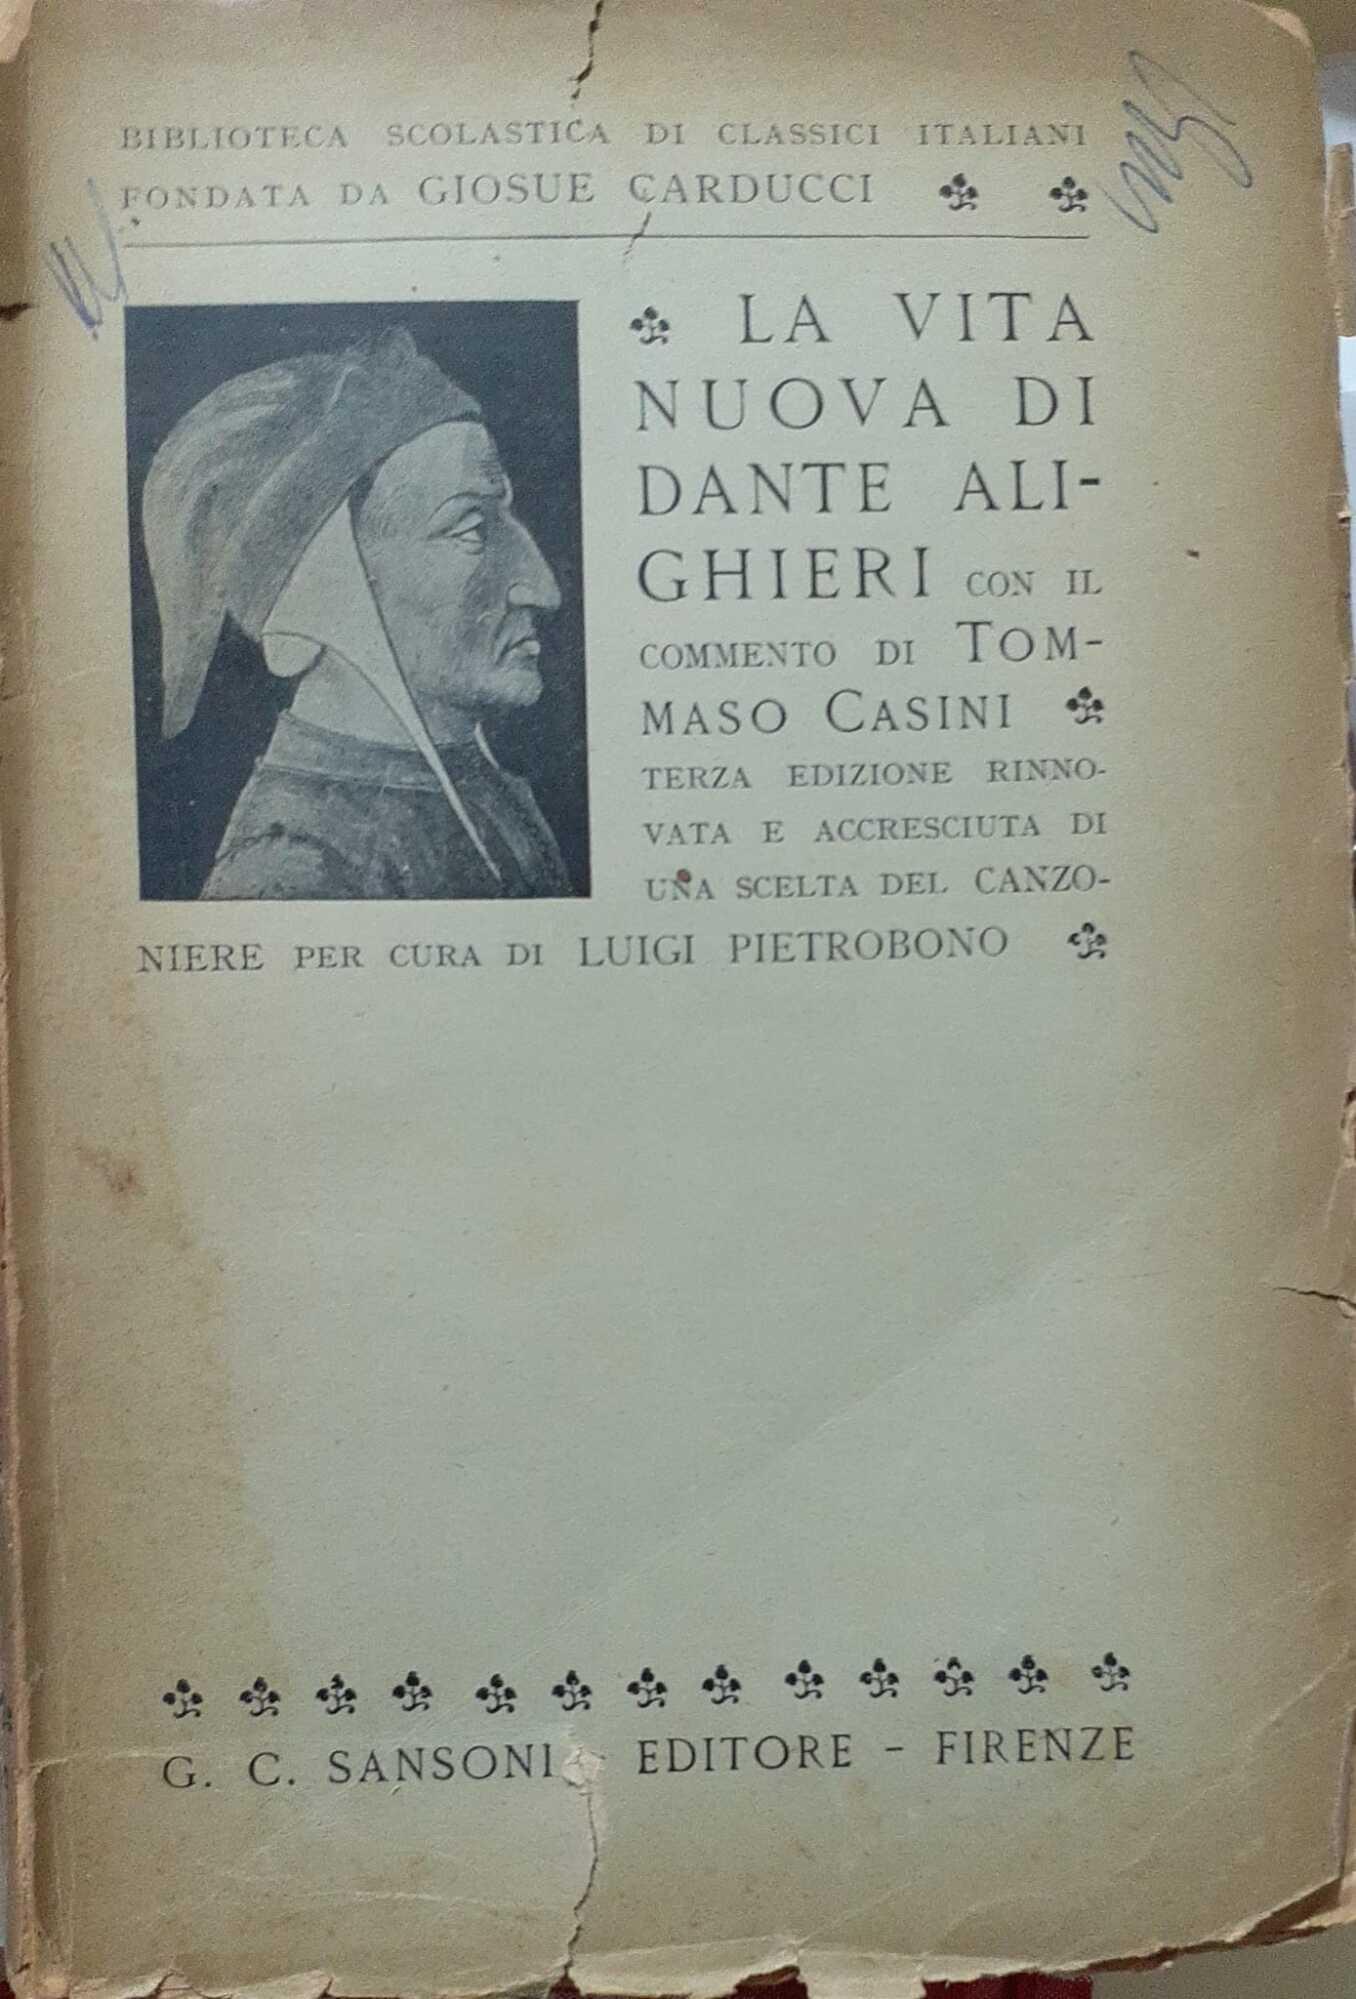 BIBLIOTECA SCOLASTICA DI CLASSICI ITALIANI
FONDATA DA GIOSUE CARDUCCI
LA VITA
NUOVA DI
DANTE ALI-
GHIERI CON IL
COMMENTO DI TOM-
MASO CASINI
TERZA EDIZIONE RINNO-
VATA E ACCRESCIUTA DI
UNA SCELTA DEL CANZO-
NIERE PER CURA DI LUIGI PIETROBONO
G. C. SANSONI - EDITORE - FIRENZE